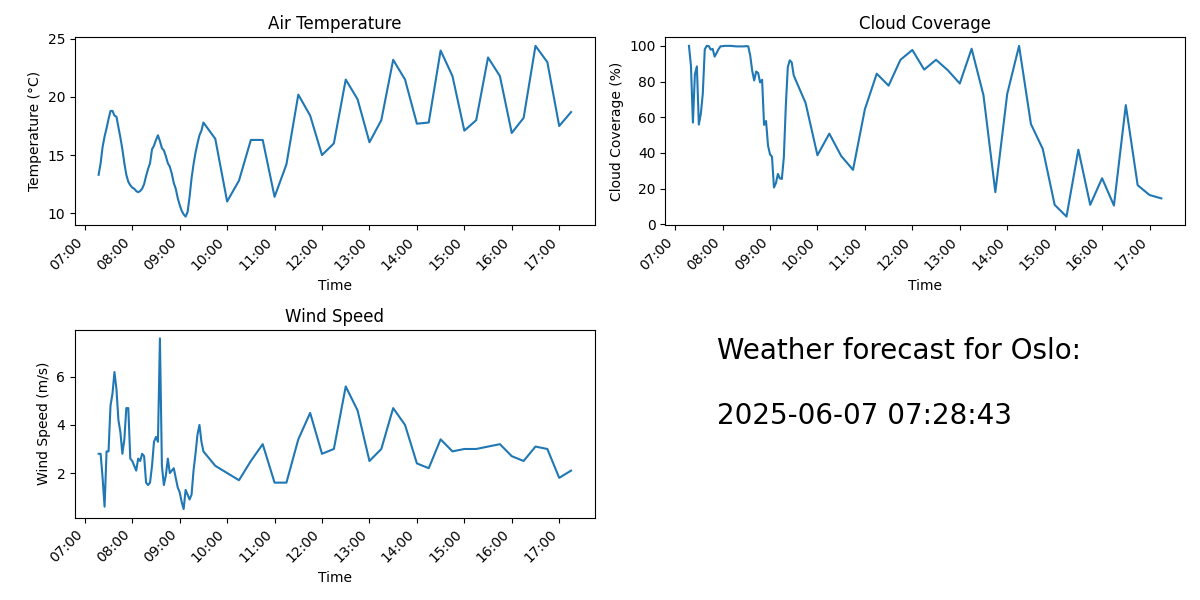 Air Temperature
25
20
15
10
Temperature (°C)
07:00 08:00 09:00 10:00 11:00 12:00 13:00 14:00 15:00 16:00 17:00
Time
Cloud Coverage
100
80
60
40
20
0
Cloud Coverage (%)
07:00 08:00 09:00 10:00 11:00 12:00 13:00 14:00 15:00 16:00 17:00
Time
Wind Speed
6
4
2
Wind Speed (m/s)
07:00 08:00 09:00 10:00 11:00 12:00 13:00 14:00 15:00 16:00 17:00
Time
Weather forecast for Oslo:
2025-06-07 07:28:43